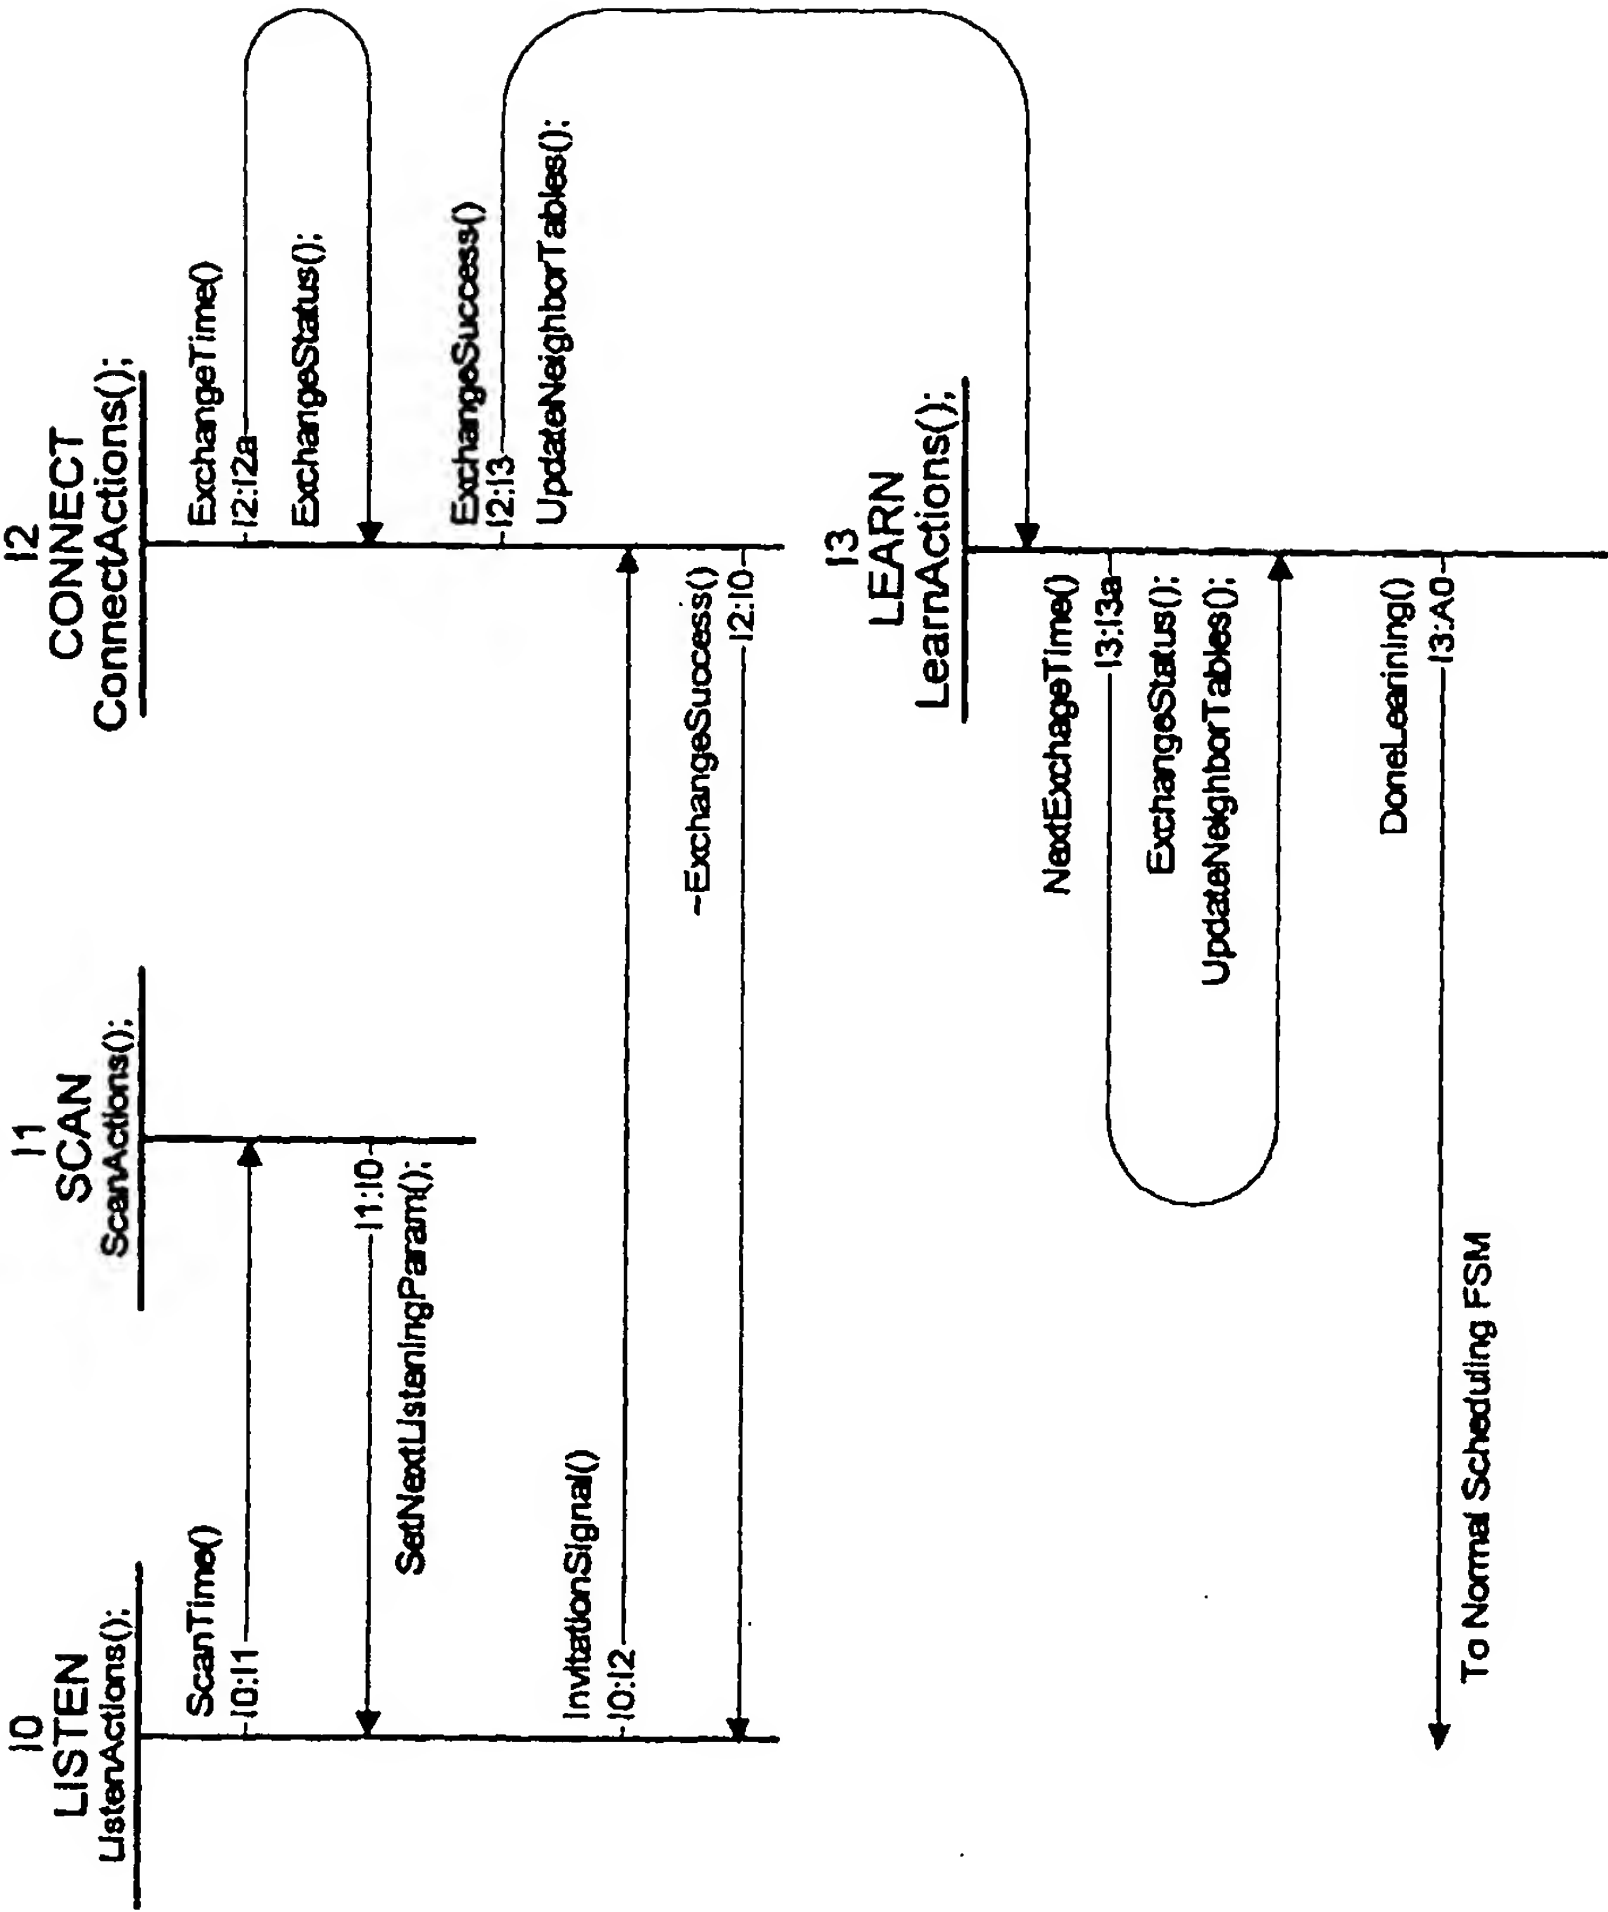 I0
LISTEN
ListenActions();
I1
SCAN
ScanActions();
I2
CONNECT
ConnectActions();
ScanTime()
I0:I1
ExchangeTime()
I2:I2a
ExchangeStatus();
I1:I0
SetNextListeningParam();
ExchangeSuccess()
I2:I3
UpdateNeighborTables();
InvitationSignal()
I0:I2
~ExchangeSuccess()
I2:I0
I3
LEARN
LearnActions();
NextExchageTime()
I3:I3a
ExchangeStatus();
UpdateNeighborTables();
DoneLearining()
I3:A0
To Normal Scheduling FSM